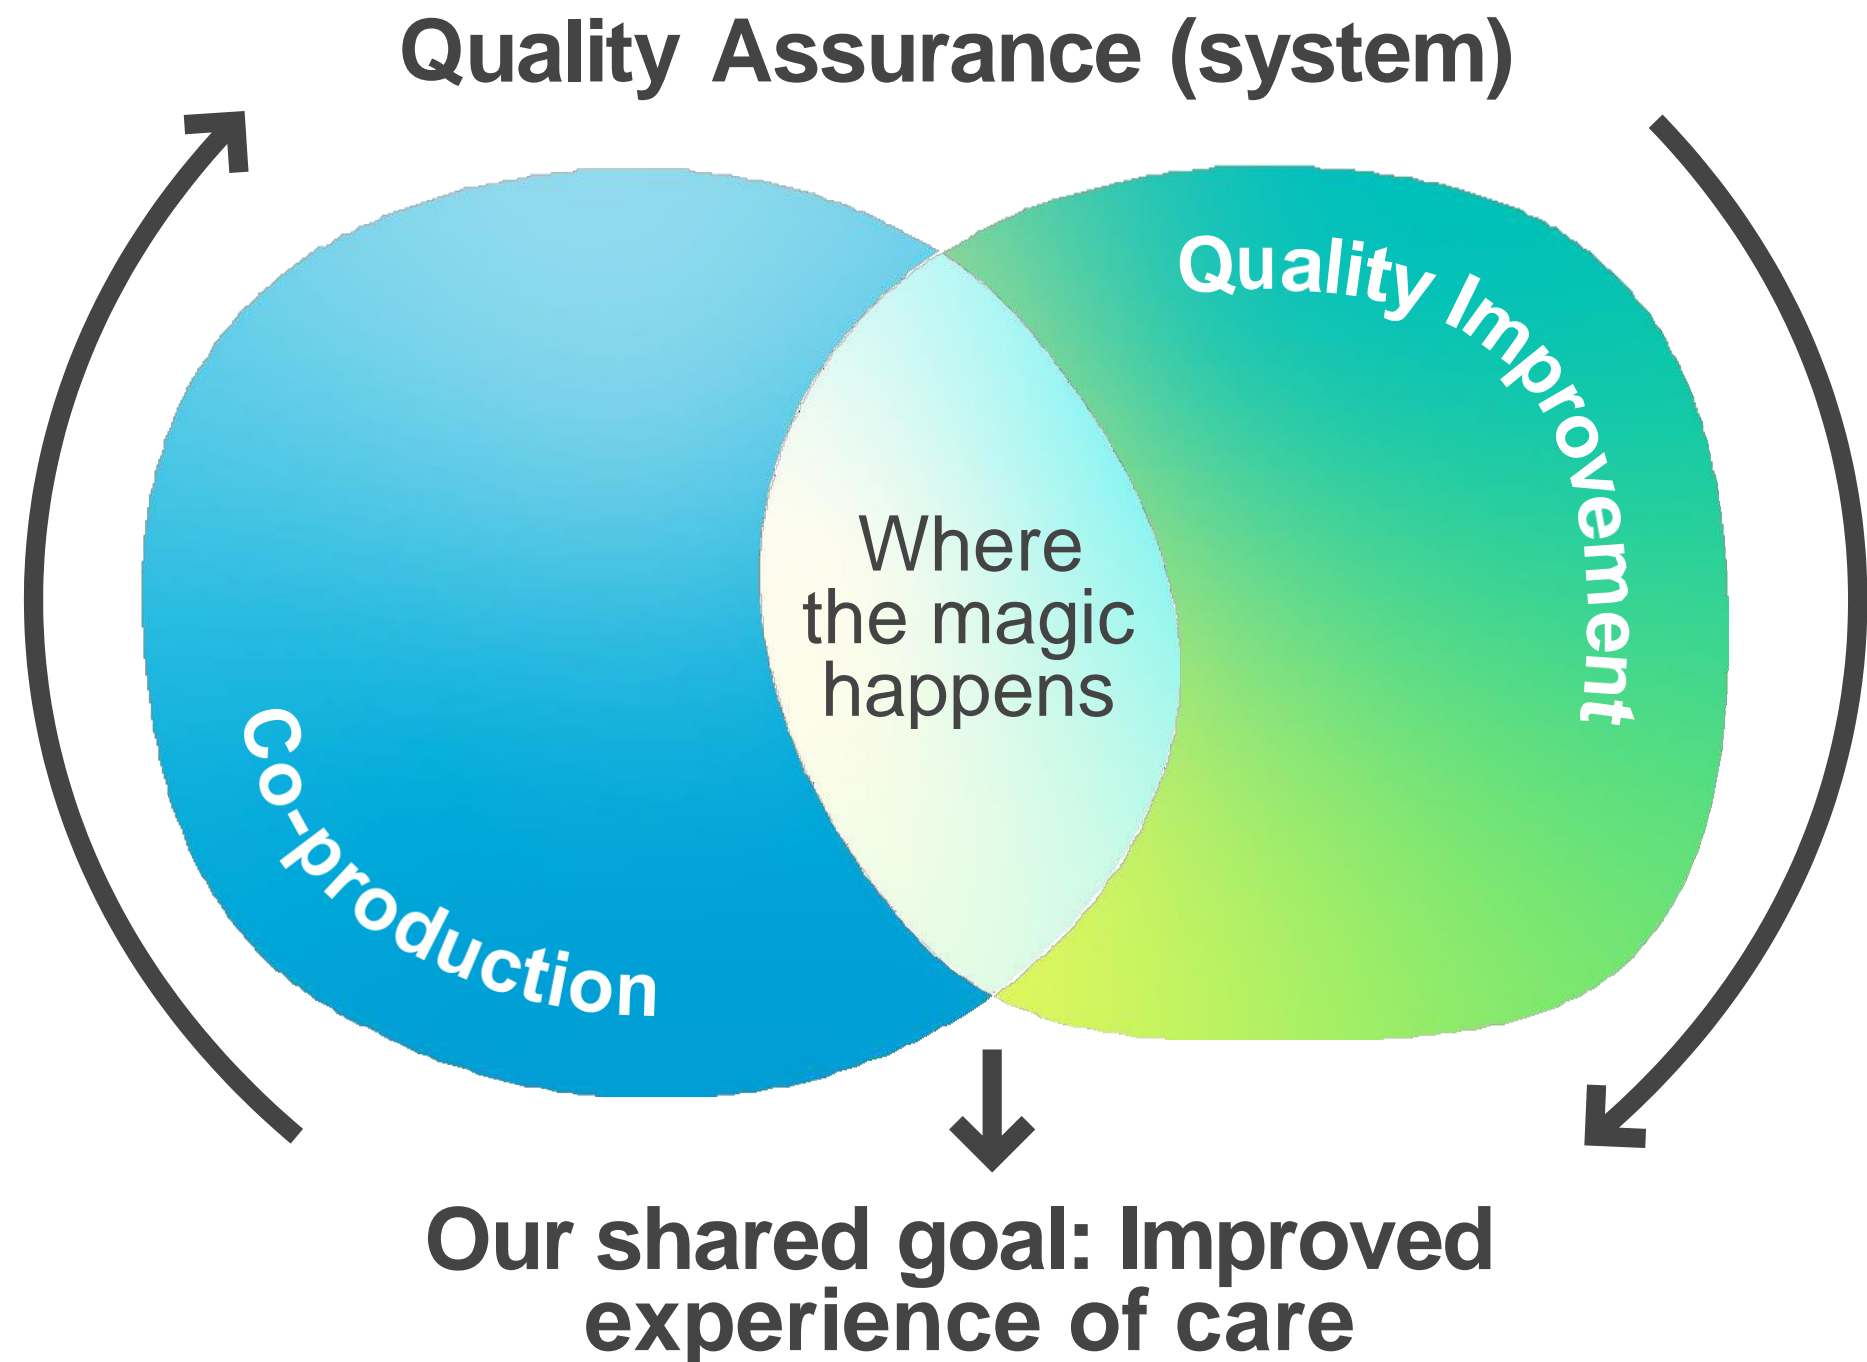 Quality Assurance (system)
Quality Improvement
Where
the magic
happens
Co-production
Our shared goal: Improved
experience of care